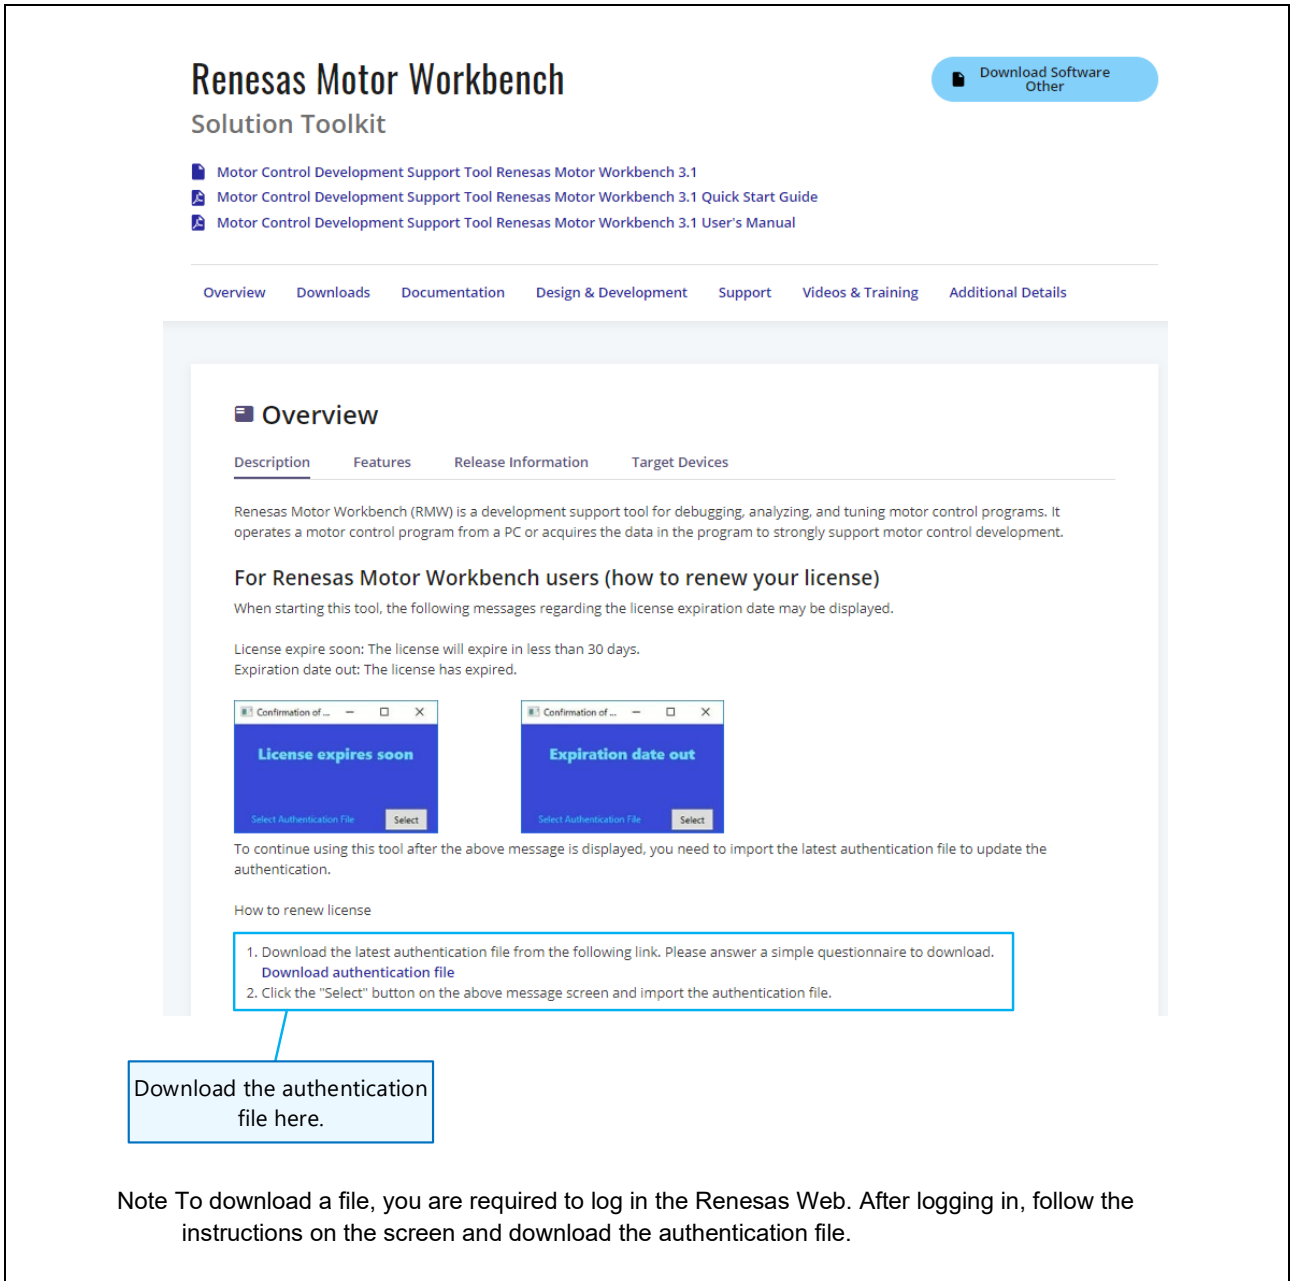 Renesas Motor Workbench
Download Software
Other
Solution Toolkit
Motor Control Development Support Tool Renesas Motor Workbench 3.1
Motor Control Development Support Tool Renesas Motor Workbench 3.1 Quick Start Guide
Motor Control Development Support Tool Renesas Motor Workbench 3.1 User's Manual
Overview Downloads Documentation Design & Development Support Videos & Training Additional Details
Overview
Description Features Release Information Target Devices
Renesas Motor Workbench (RMW) is a development support tool for debugging, analyzing, and tuning motor control programs. It
operates a motor control program from a PC or acquires the data in the program to strongly support motor control development.
For Renesas Motor Workbench users (how to renew your license)
When starting this tool, the following messages regarding the license expiration date may be displayed.
License expire soon: The license will expire in less than 30 days.
Expiration date out: The license has expired.
Confirmation of ... Confirmation of ...
License expires soon Expiration date out
Select Authentication File Select Select Authentication File Select
To continue using this tool after the above message is displayed, you need to import the latest authentication file to update the
authentication.
How to renew license
1. Download the latest authentication file from the following link. Please answer a simple questionnaire to download.
Download authentication file
2. Click the "Select" button on the above message screen and import the authentication file.
Download the authentication
file here.
Note To download a file, you are required to log in the Renesas Web. After logging in, follow the
instructions on the screen and download the authentication file.